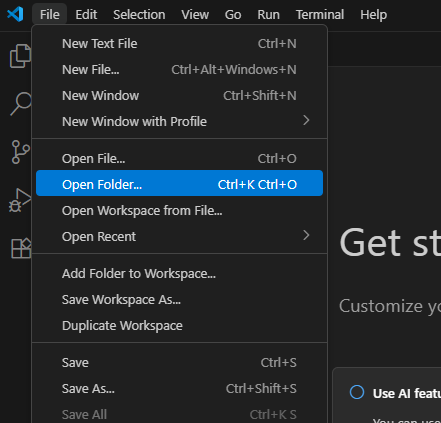 File Edit Selection View Go Run Terminal Help
New Text File Ctrl+N
New File... Ctrl+Alt+Windows+N
New Window Ctrl+Shift+N
New Window with Profile
Open File... Ctrl+O
Open Folder... Ctrl+K Ctrl+O
Open Workspace from File...
Open Recent
Add Folder to Workspace...
Save Workspace As...
Duplicate Workspace
Save Ctrl+S
Save As... Ctrl+Shift+S
Save All Ctrl+K S
Get st
Customize yo
Use AI featu